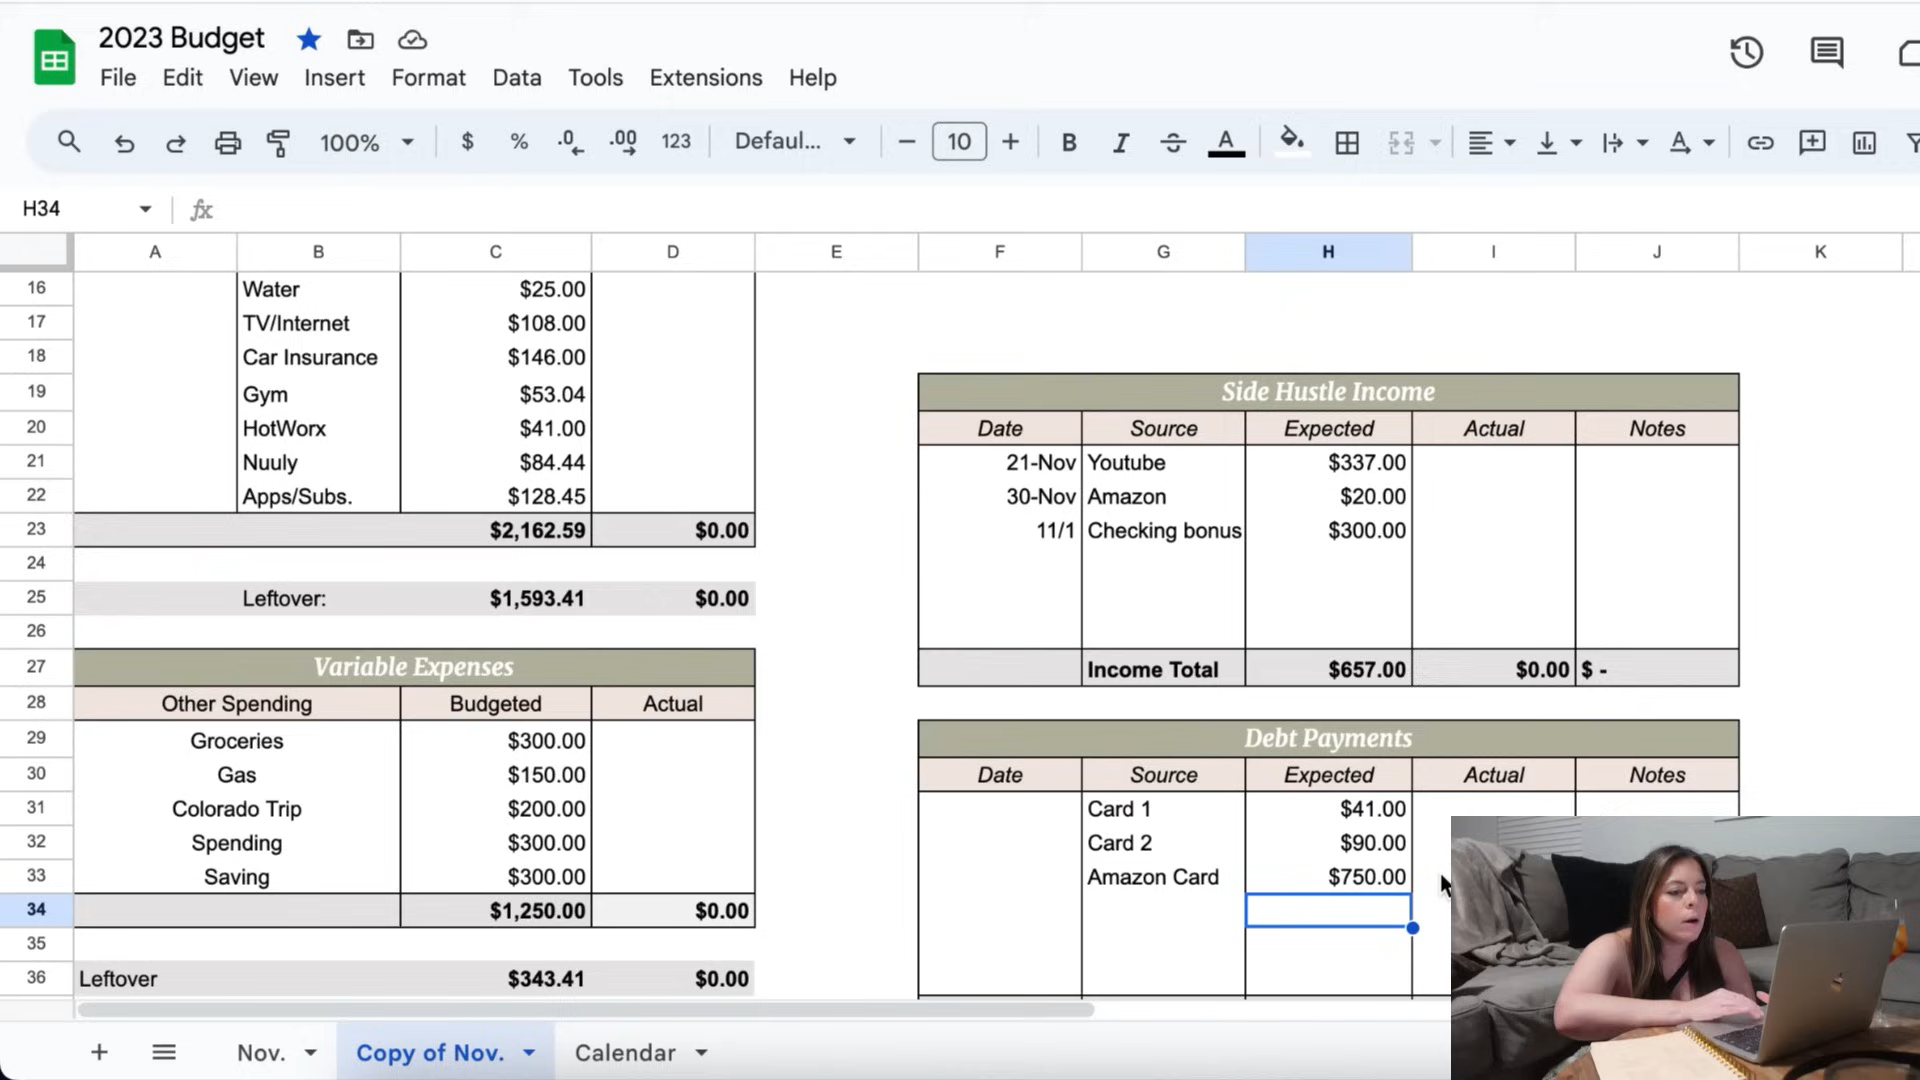 2023 Budget
File Edit View Insert Format Data Tools Extensions Help
100% $ % .0 .00 123 Defaul... 10 B I A A
H34 fx
A B C D E F G H I J K
16 Water $25.00
17 TV/Internet $108.00
18 Car Insurance $146.00
19 Gym $53.04 Side Hustle Income
20 HotWorx $41.00 Date Source Expected Actual Notes
21 Nuuly $84.44 21-Nov Youtube $337.00
22 Apps/Subs. $128.45 30-Nov Amazon $20.00
23 $2,162.59 $0.00 11/1 Checking bonus $300.00
24
25 Leftover: $1,593.41 $0.00
26
27 Variable Expenses Income Total $657.00 $0.00 $ -
28 Other Spending Budgeted Actual
29 Groceries $300.00 Debt Payments
30 Gas $150.00 Date Source Expected Actual Notes
31 Colorado Trip $200.00 Card 1 $41.00
32 Spending $300.00 Card 2 $90.00
33 Saving $300.00 Amazon Card $750.00
34 $1,250.00 $0.00
35
36 Leftover $343.41 $0.00
Nov. Copy of Nov. Calendar